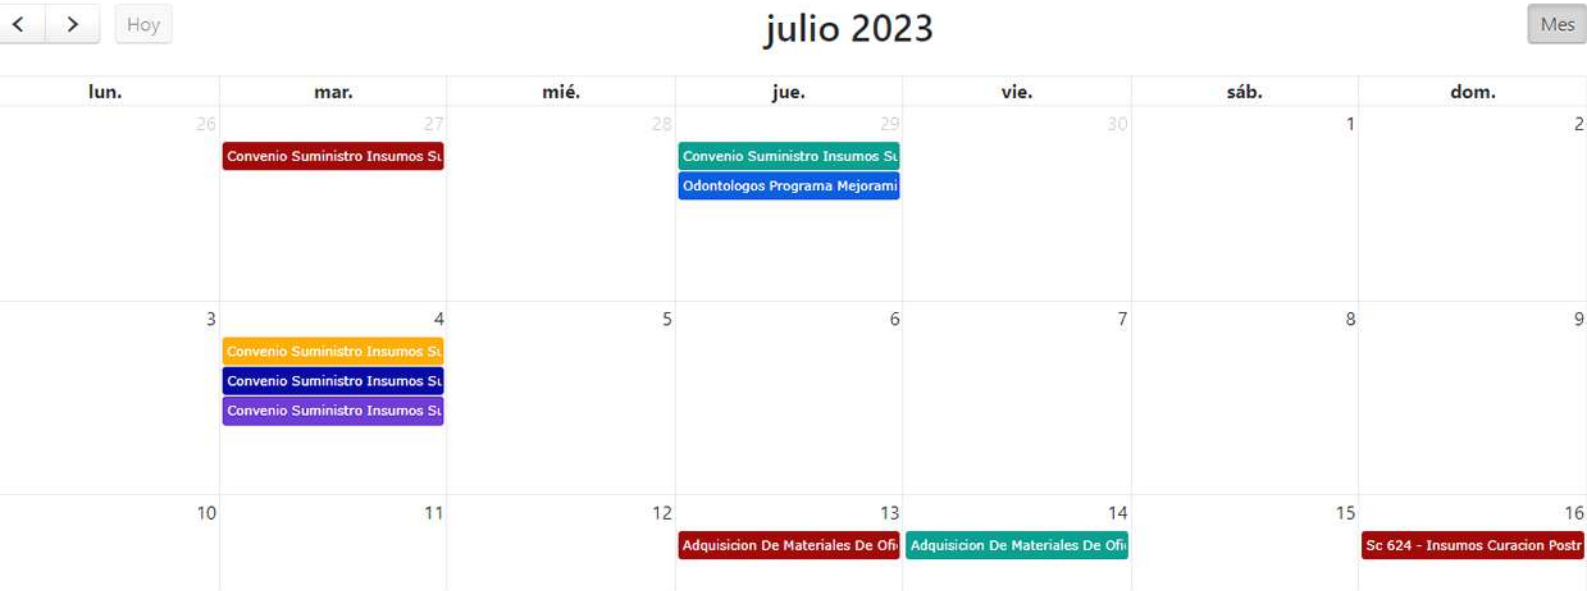 Hoy
julio 2023
Mes
lun. mar. mié. jue. vie. sáb. dom.
26 27 28 29 30 1 2
Convenio Suministro Insumos Su Convenio Suministro Insumos Su
Odontologos Programa Mejorami
3 4 5 6 7 8 9
Convenio Suministro Insumos Su
Convenio Suministro Insumos Su
Convenio Suministro Insumos Su
10 11 12 13 14 15 16
Adquisicion De Materiales De Ofi Adquisicion De Materiales De Ofi Sc 624 - Insumos Curacion Postr